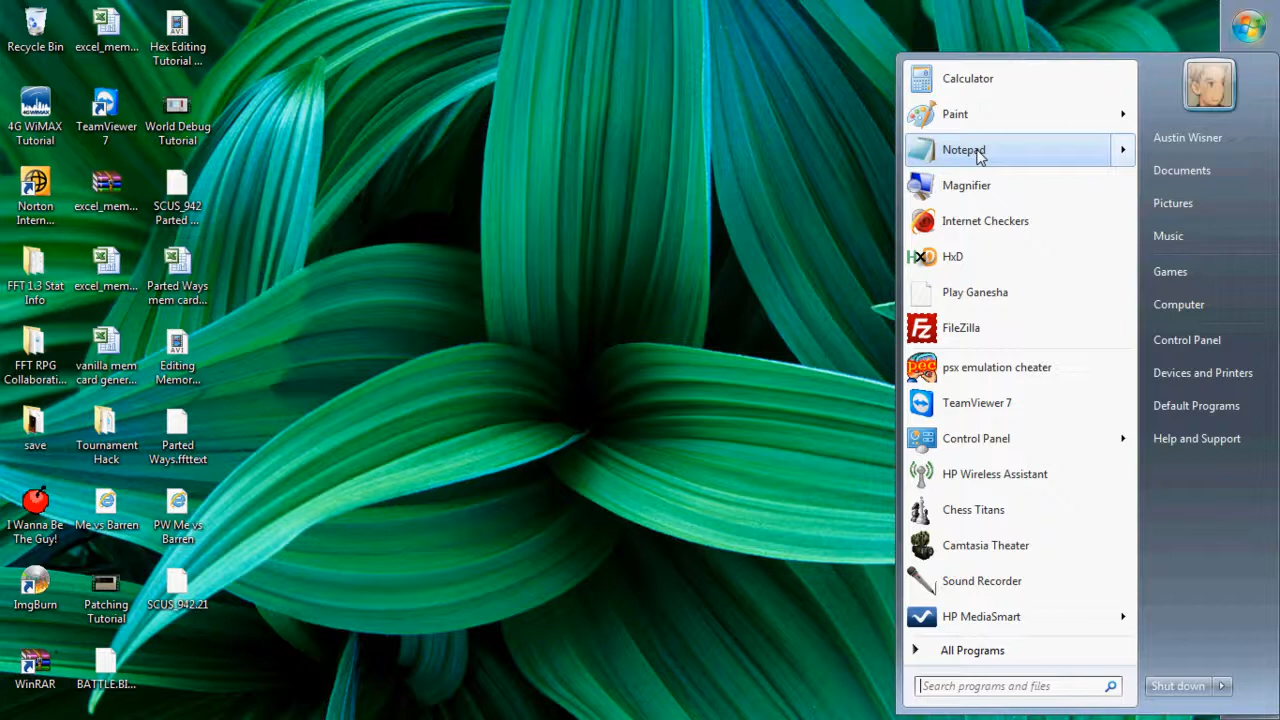 Recycle Bin
excel_mem...
Hex Editing
Tutorial ...
4G WiMAX
Tutorial
TeamViewer
7
World Debug
Tutorial
Norton
Intern...
excel_mem...
SCUS_942
Parted ...
FFT 1.3 Stat
Info
excel_mem...
Parted Ways
mem card...
FFT RPG
Collaborati...
vanilla mem
card gener...
Editing
Memor...
save
Tournament
Hack
Parted
Ways.ffttext
I Wanna Be
The Guy!
Me vs Barren
PW Me vs
Barren
ImgBurn
Patching
Tutorial
SCUS_942.21
WinRAR
BATTLE.BI...
Calculator
Paint
Notepad
Magnifier
Internet Checkers
HxD
Play Ganesha
FileZilla
psx emulation cheater
TeamViewer 7
Control Panel
HP Wireless Assistant
Chess Titans
Camtasia Theater
Sound Recorder
HP MediaSmart
All Programs
Search programs and files
Austin Wisner
Documents
Pictures
Music
Games
Computer
Control Panel
Devices and Printers
Default Programs
Help and Support
Shut down